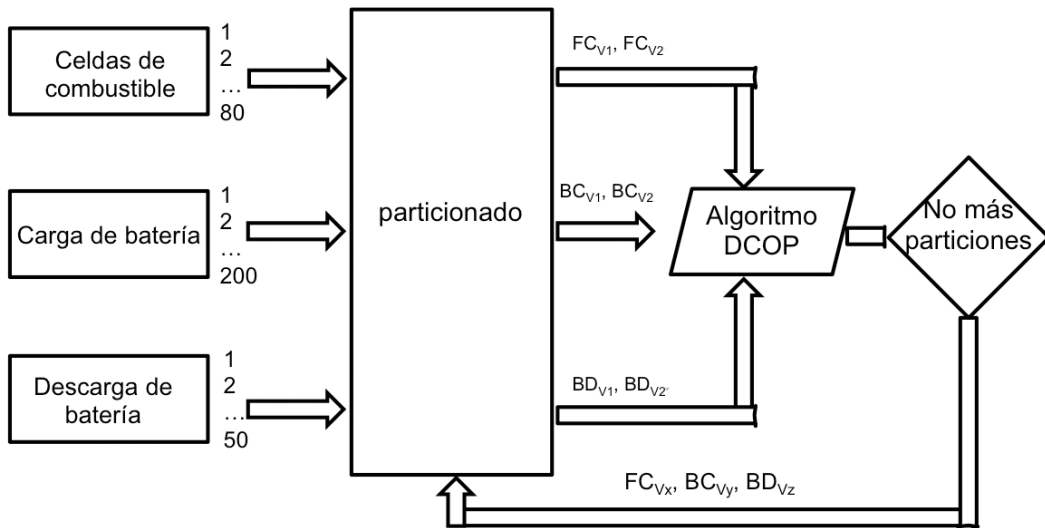 Celdas de
combustible
1
2
...
80
Carga de batería
1
2
...
200
Descarga de
batería
1
2
...
50
particionado
FCV1, FCV2
BCV1, BCV2
BDV1, BDV2'
Algoritmo
DCOP
No más
particiones
FCVx, BCVy, BDVz